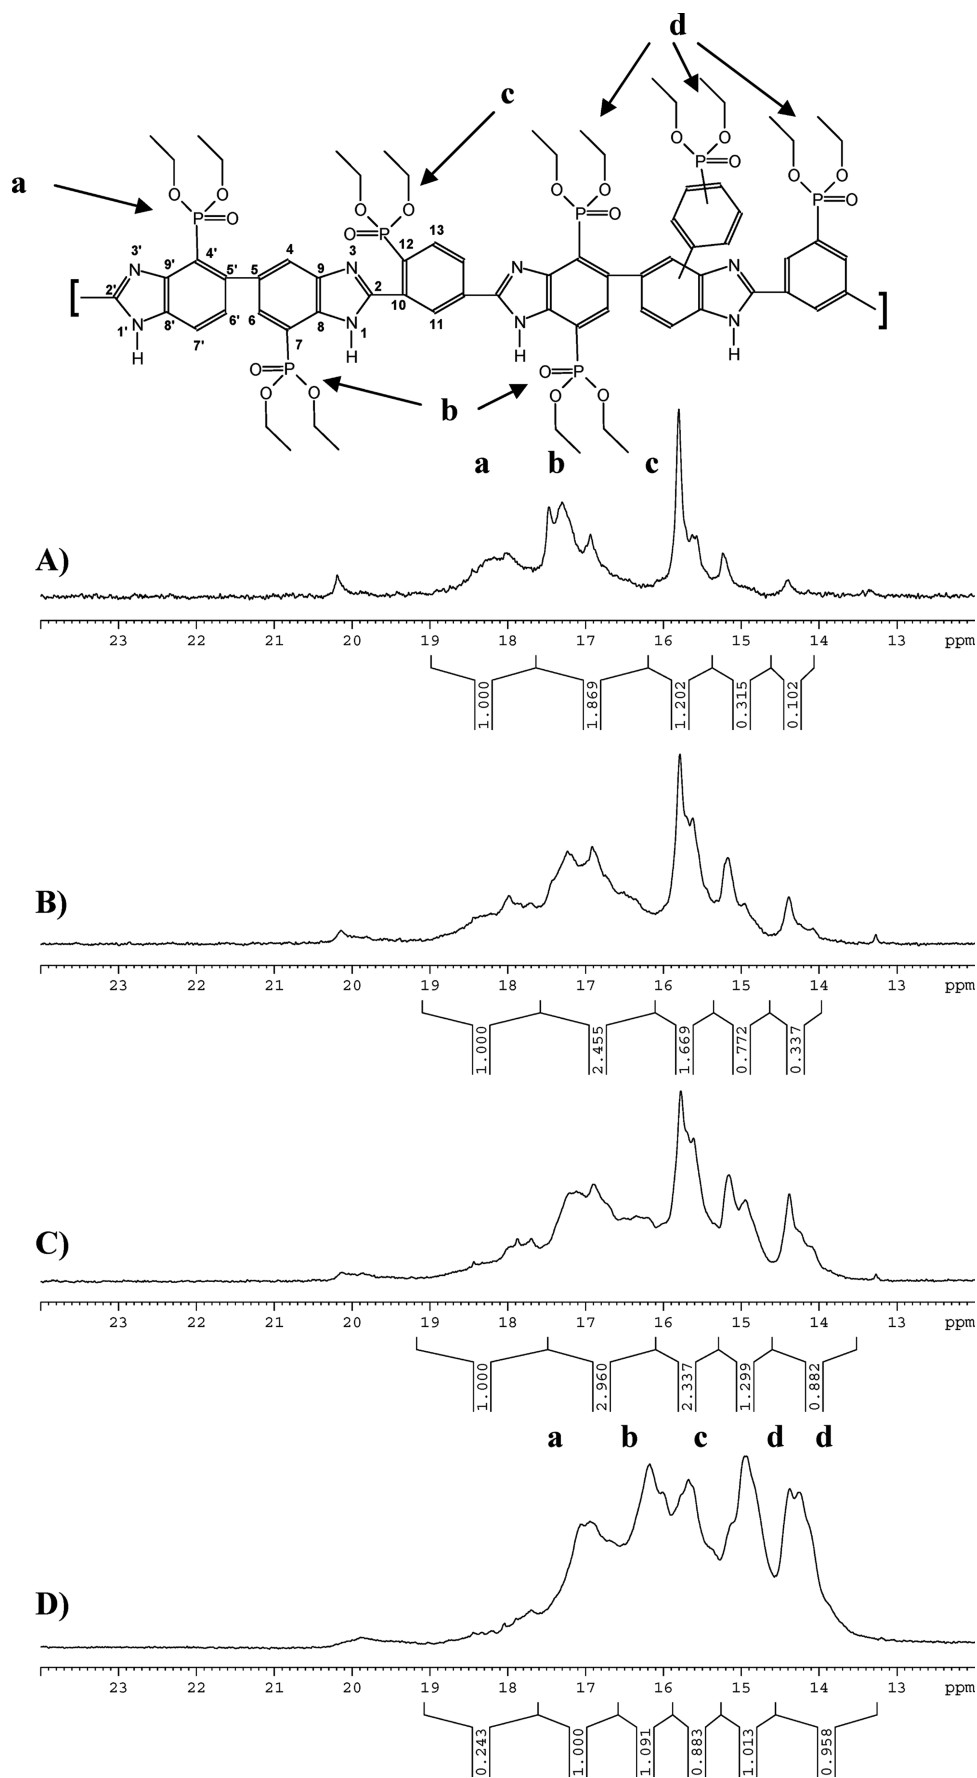 d
c
a
b
O O O O O O O O O O
P P P P P
=O O= =O =O =O
3' 9' 4' 5' 5 4 9 3 12 13
N N N N
[ 2' 2 10 ]
1' 8' 6' 6 8 1 11
N N N N
H 7' 7 H H H
O=P O=P
O O O O
b
a b c
A)
23 22 21 20 19 18 17 16 15 14 13 ppm
1.000 1.869 1.202 0.315 0.102
B)
23 22 21 20 19 18 17 16 15 14 13 ppm
1.000 2.455 1.669 0.772 0.337
C)
23 22 21 20 19 18 17 16 15 14 13 ppm
1.000 2.960 2.337 1.299 0.882
a b c d d
D)
23 22 21 20 19 18 17 16 15 14 13 ppm
0.243 1.000 1.091 0.883 1.013 0.958